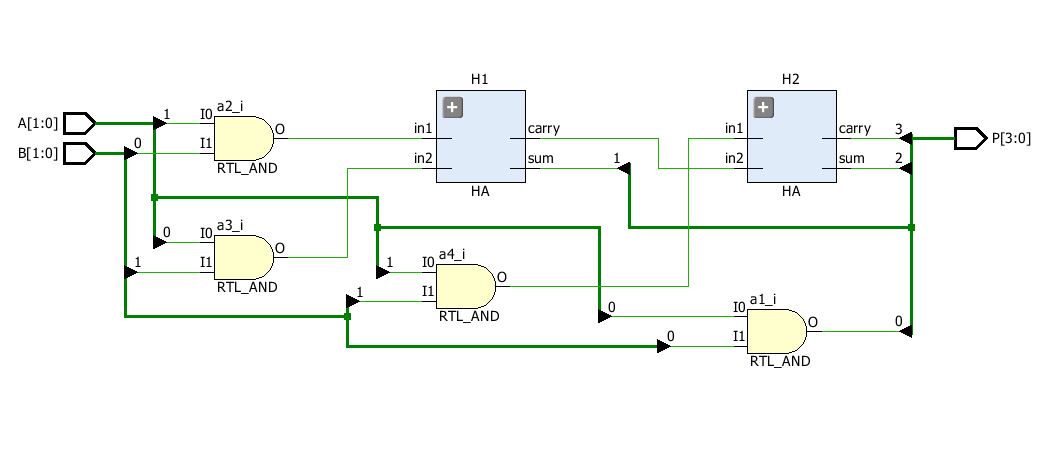 H1
H2
a2_i
A[1:0]
1
I0
O
in1
carry
in1
carry
3
P[3:0]
B[1:0]
0
I1
RTL_AND
in2
sum
1
in2
sum
2
HA
HA
a3_i
0
I0
O
1
I1
RTL_AND
a4_i
1
I0
O
1
I1
RTL_AND
a1_i
0
I0
O
0
0
I1
RTL_AND